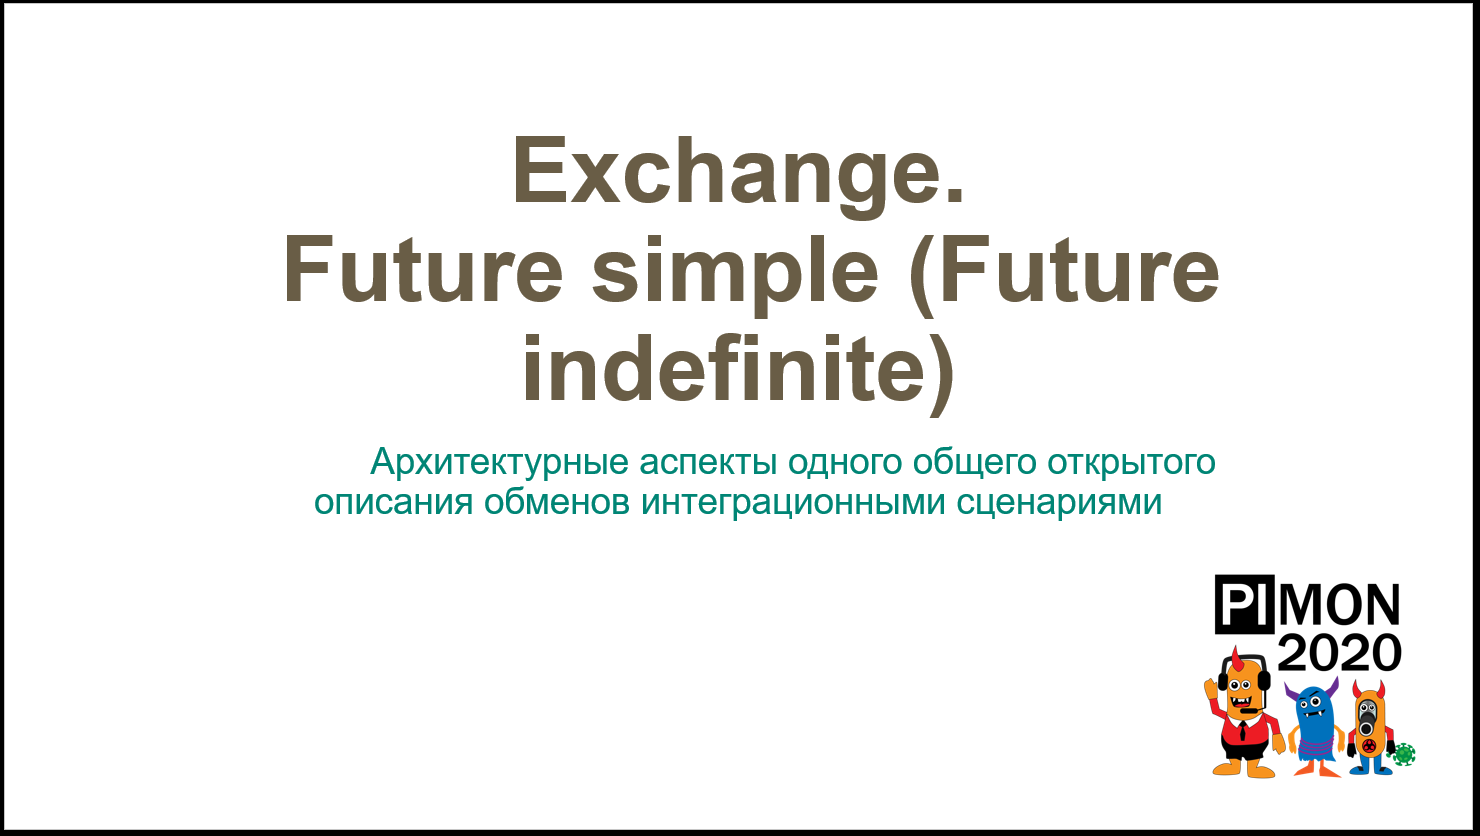 Exchange.
Future simple (Future
indefinite)
Архитектурные аспекты одного общего открытого
описания обменов интеграционными сценариями
PIMON
2020